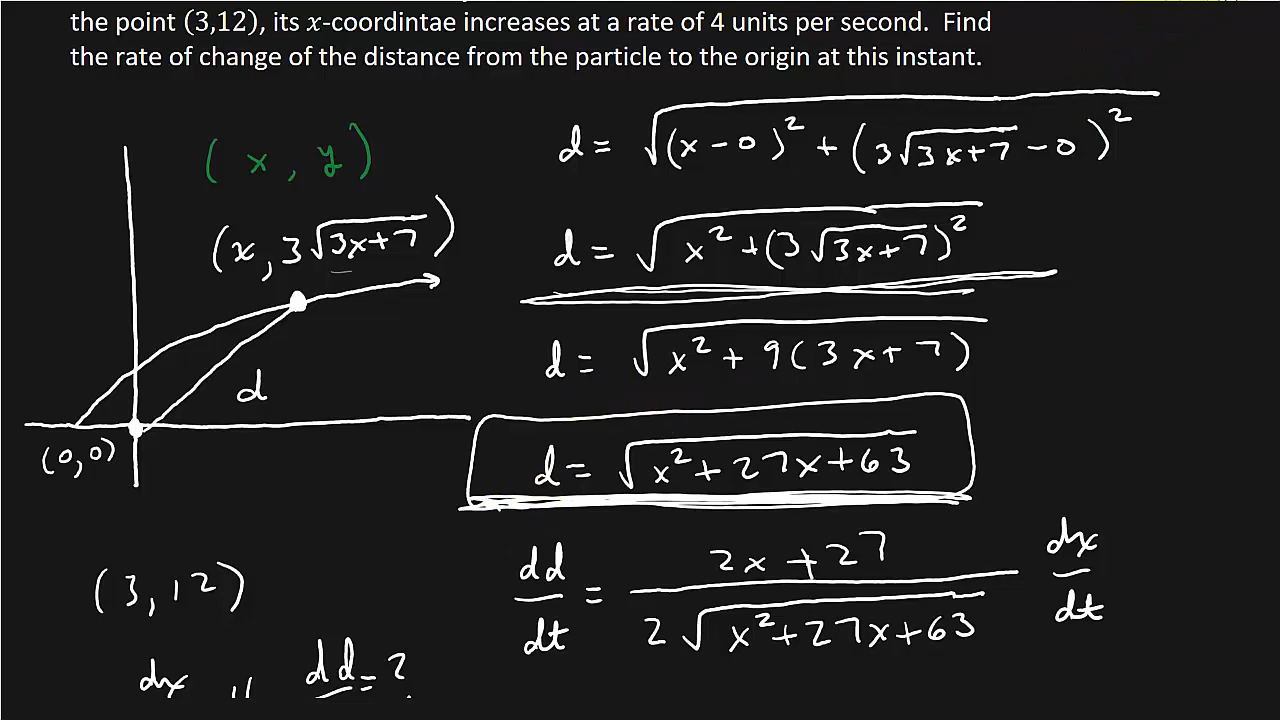 the point (3,12), its x-coordintae increases at a rate of 4 units per second. Find
the rate of change of the distance from the particle to the origin at this instant.
(x, y)
(x, 3√(3x+7))
d
(0,0)
(3,12)
dx dd/ = ?
d = √((x-0)² + (3√(3x+7) - 0)²)
d = √(x² + (3√(3x+7))²)
d = √(x² + 9(3x+7))
d = √(x² + 27x + 63)
dd/dt = (2x + 27)/(2√(x² + 27x + 63)) dx/dt